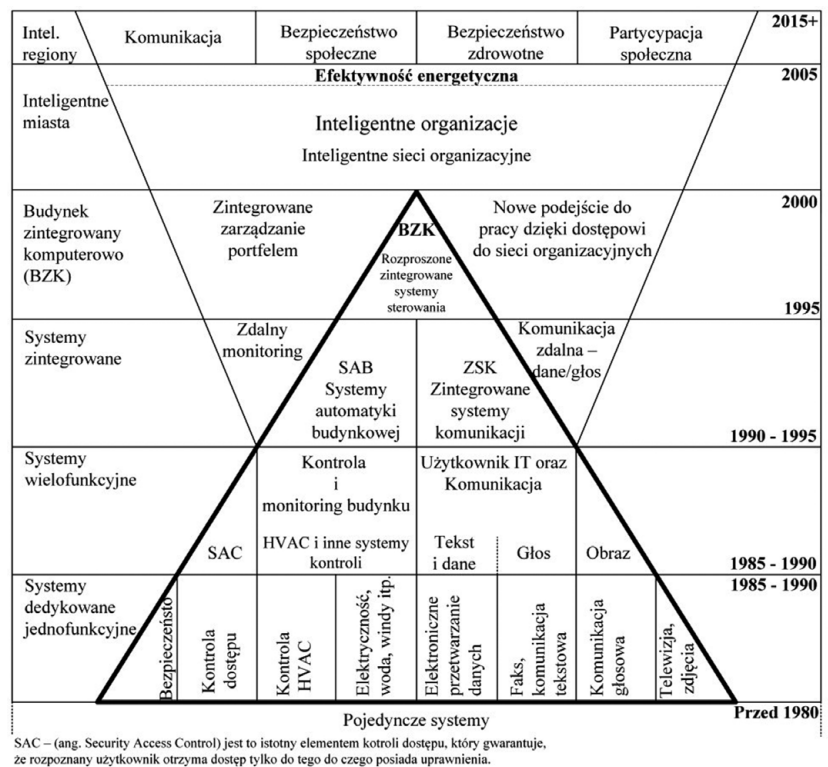 Intel.
regiony
Komunikacja
Bezpieczeństwo
społeczne
Bezpieczeństwo
zdrowotne
Partycypacja
społeczna
2015+
Efektywność energetyczna
2005
Inteligentne
miasta
Inteligentne organizacje
Inteligentne sieci organizacyjne
Budynek
zintegrowany
komputerowo
(BZK)
Zintegrowane
zarządzanie
portfelem
BZK
Rozproszone
zintegrowane
systemy
sterowania
Nowe podejście do
pracy dzięki dostępowi
do sieci organizacyjnych
2000
1995
Systemy
zintegrowane
Zdalny
monitoring
SAB
Systemy
automatyki
budynkowej
ZSK
Zintegrowane
systemy
komunikacji
Komunikacja
zdalna –
dane/głos
1990 - 1995
Systemy
wielofunkcyjne
Kontrola
i
monitoring budynku
Użytkownik IT oraz
Komunikacja
SAC
HVAC i inne systemy
kontroli
Tekst
i dane
Głos
Obraz
1985 - 1990
1985 - 1990
Systemy
dedykowane
jednofunkcyjne
Bezpieczeństo
Kontrola
dostępu
Kontrola
HVAC
Elektryczność,
woda, windy itp.
Elektroniczne
przetwarzanie
danych
Faks,
komunikacja
tekstowa
Komunikacja
głosowa
Telewizja,
zdjęcia
Przed 1980
Pojedyncze systemy
SAC – (ang. Security Access Control) jest to istotny elementem kotroli dostępu, który gwarantuje,
że rozpoznany użytkownik otrzyma dostęp tylko do tego do czego posiada uprawnienia.